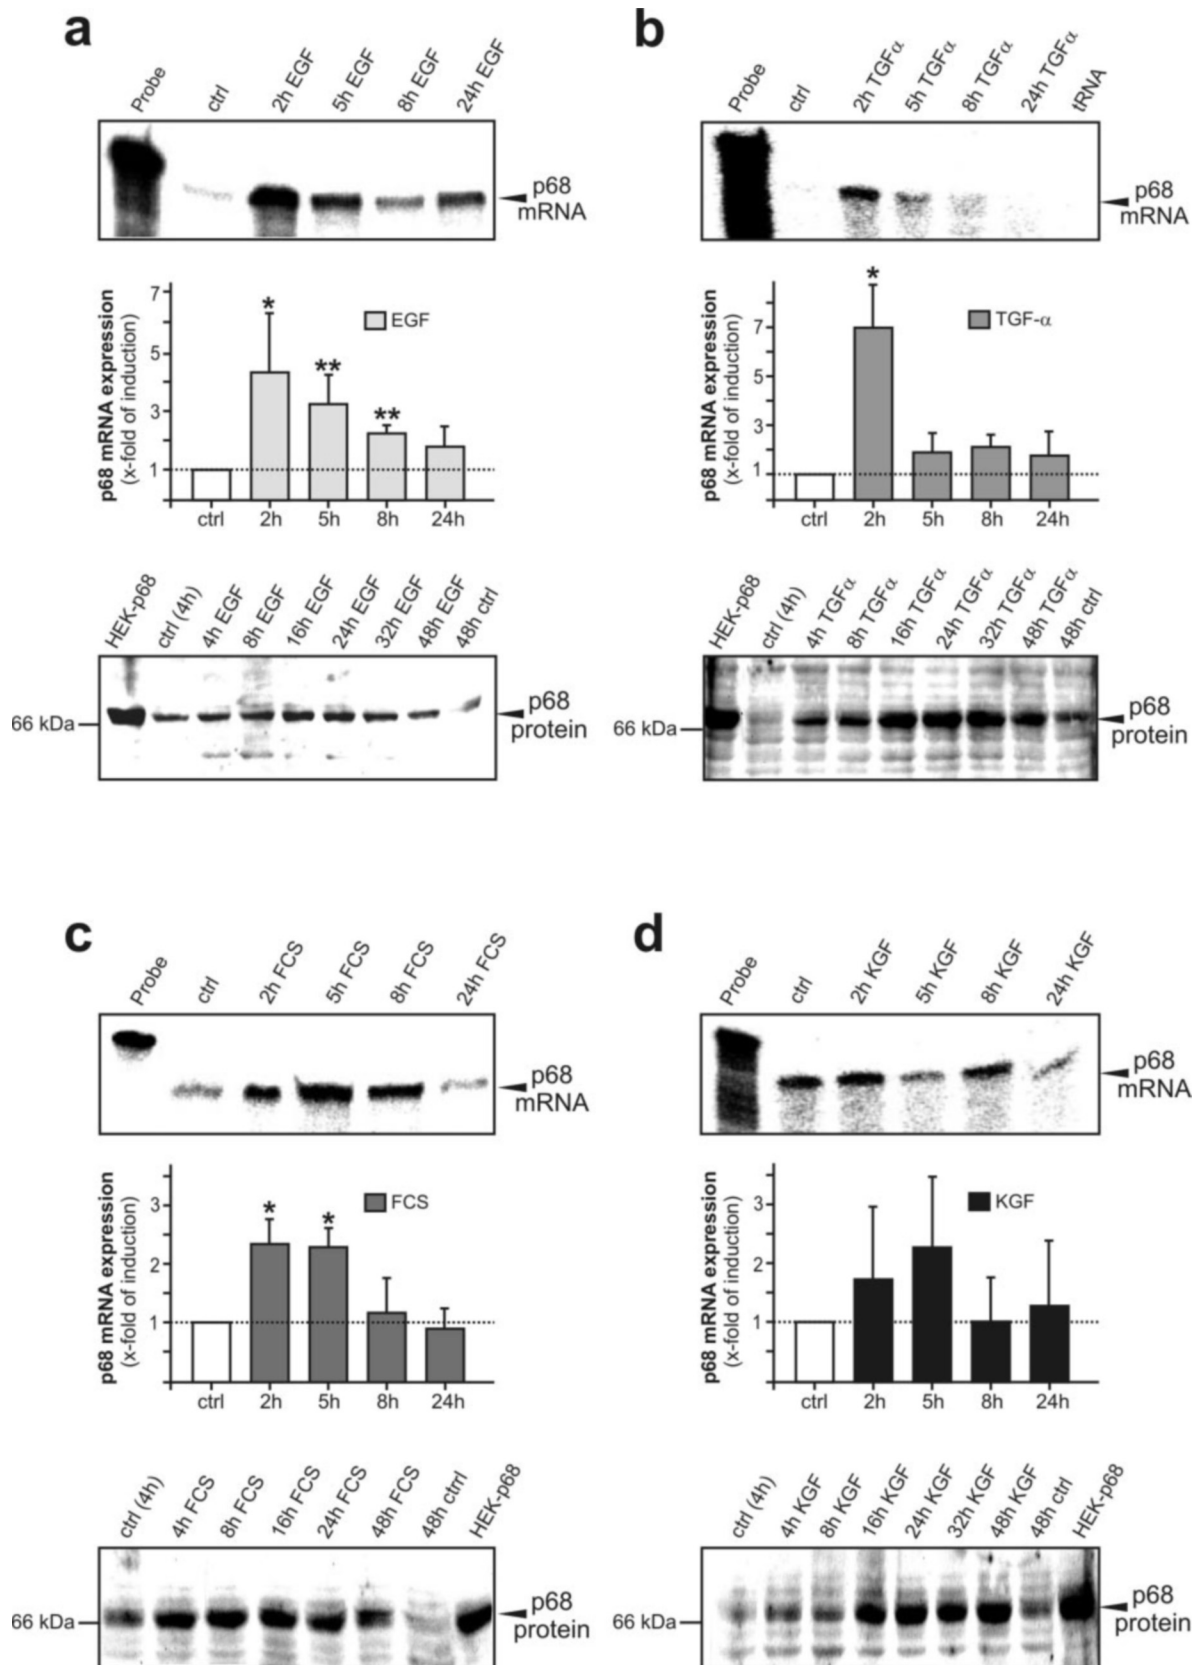 a
Probe
ctrl
2h EGF
5h EGF
8h EGF
24h EGF
p68
mRNA
p68 mRNA expression
(x-fold of induction)
7
5
3
1
*
**
**
EGF
ctrl
2h
5h
8h
24h
HEK-p68
ctrl (4h)
4h EGF
8h EGF
16h EGF
24h EGF
32h EGF
48h EGF
48h ctrl
66 kDa
p68
protein
b
Probe
ctrl
2h TGFα
5h TGFα
8h TGFα
24h TGFα
tRNA
p68
mRNA
p68 mRNA expression
(x-fold of induction)
7
5
3
1
*
TGF-α
ctrl
2h
5h
8h
24h
HEK-p68
ctrl (4h)
4h TGFα
8h TGFα
16h TGFα
24h TGFα
32h TGFα
48h TGFα
48h ctrl
66 kDa
p68
protein
c
Probe
ctrl
2h FCS
5h FCS
8h FCS
24h FCS
p68
mRNA
p68 mRNA expression
(x-fold of induction)
3
2
1
*
*
FCS
ctrl
2h
5h
8h
24h
ctrl (4h)
4h FCS
8h FCS
16h FCS
24h FCS
48h FCS
48h ctrrl
HEK-p68
66 kDa
p68
protein
d
Probe
ctrl
2h KGF
5h KGF
8h KGF
24h KGF
p68
mRNA
p68 mRNA expression
(x-fold of induction)
3
2
1
KGF
ctrl
2h
5h
8h
24h
ctrl (4h)
4h KGF
8h KGF
16h KGF
24h KGF
32h KGF
48h KGF
48h ctrl
HEK-p68
66 kDa
p68
protein